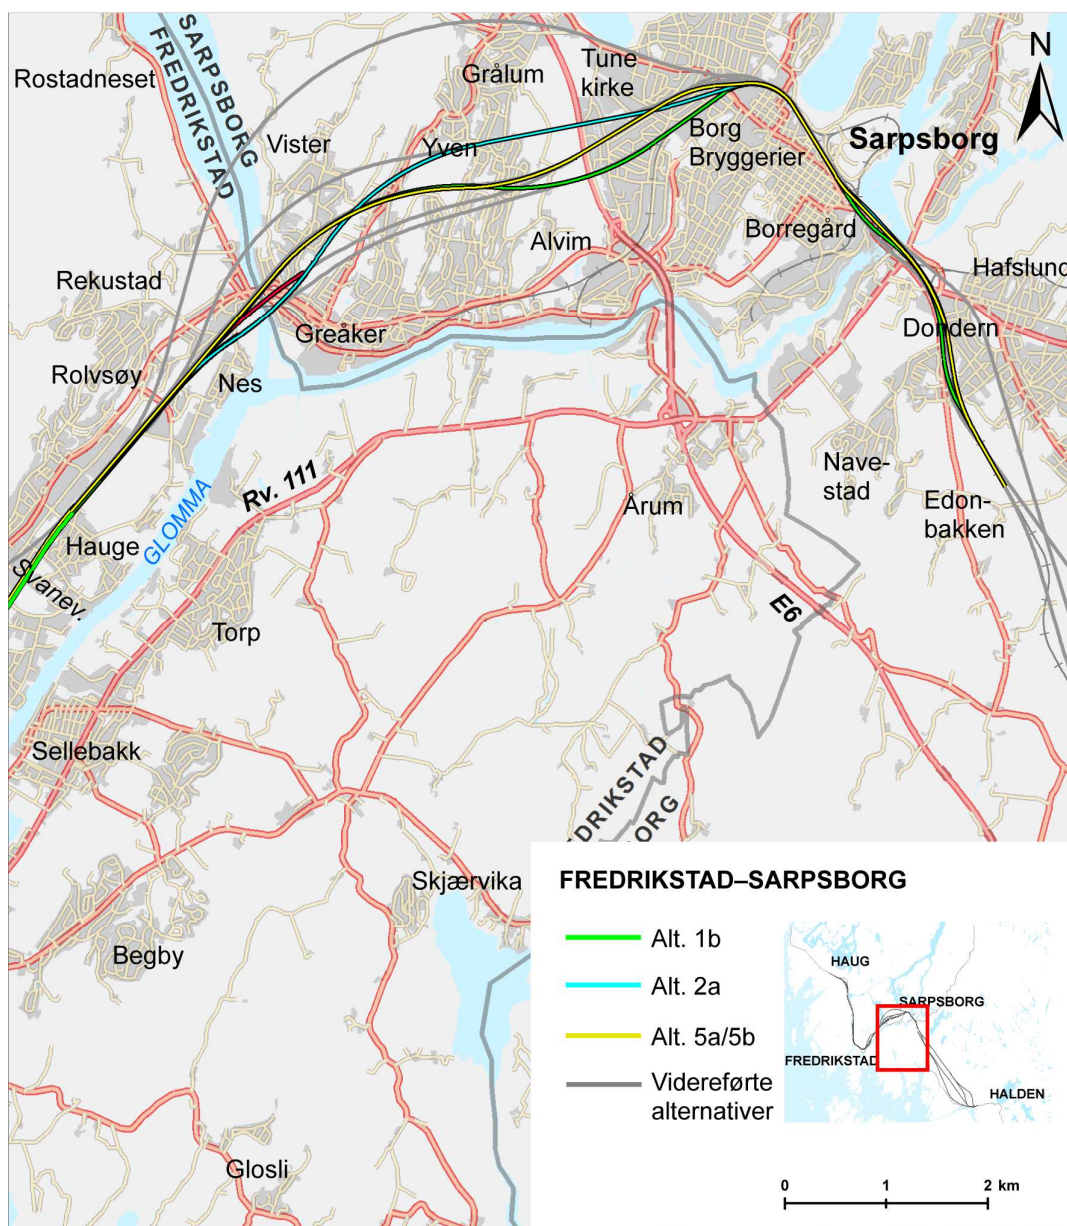 SARPSBORG
FREDRIKSTAD
Rostadneset
Grålum
Tune
kirke
N
Vister
Yven
Borg
Bryggerier
Sarpsborg
Alvim
Borregård
Rekustad
Hafslund
Greåker
Dondern
Rolvsøy
Nes
Rv. 111
Nave-
stad
Årum
Edon-
bakken
GLOMMA
Hauge
Svanev.
E6
Torp
Sellebakk
EDRIKSTAD
ORG
Skjærvika
Begby
Glosli
FREDRIKSTAD–SARPSBORG
Alt. 1b
Alt. 2a
Alt. 5a/5b
Videreførte
alternativer
HAUG
SARPSBORG
FREDRIKSTAD
HALDEN
0 1 2 km